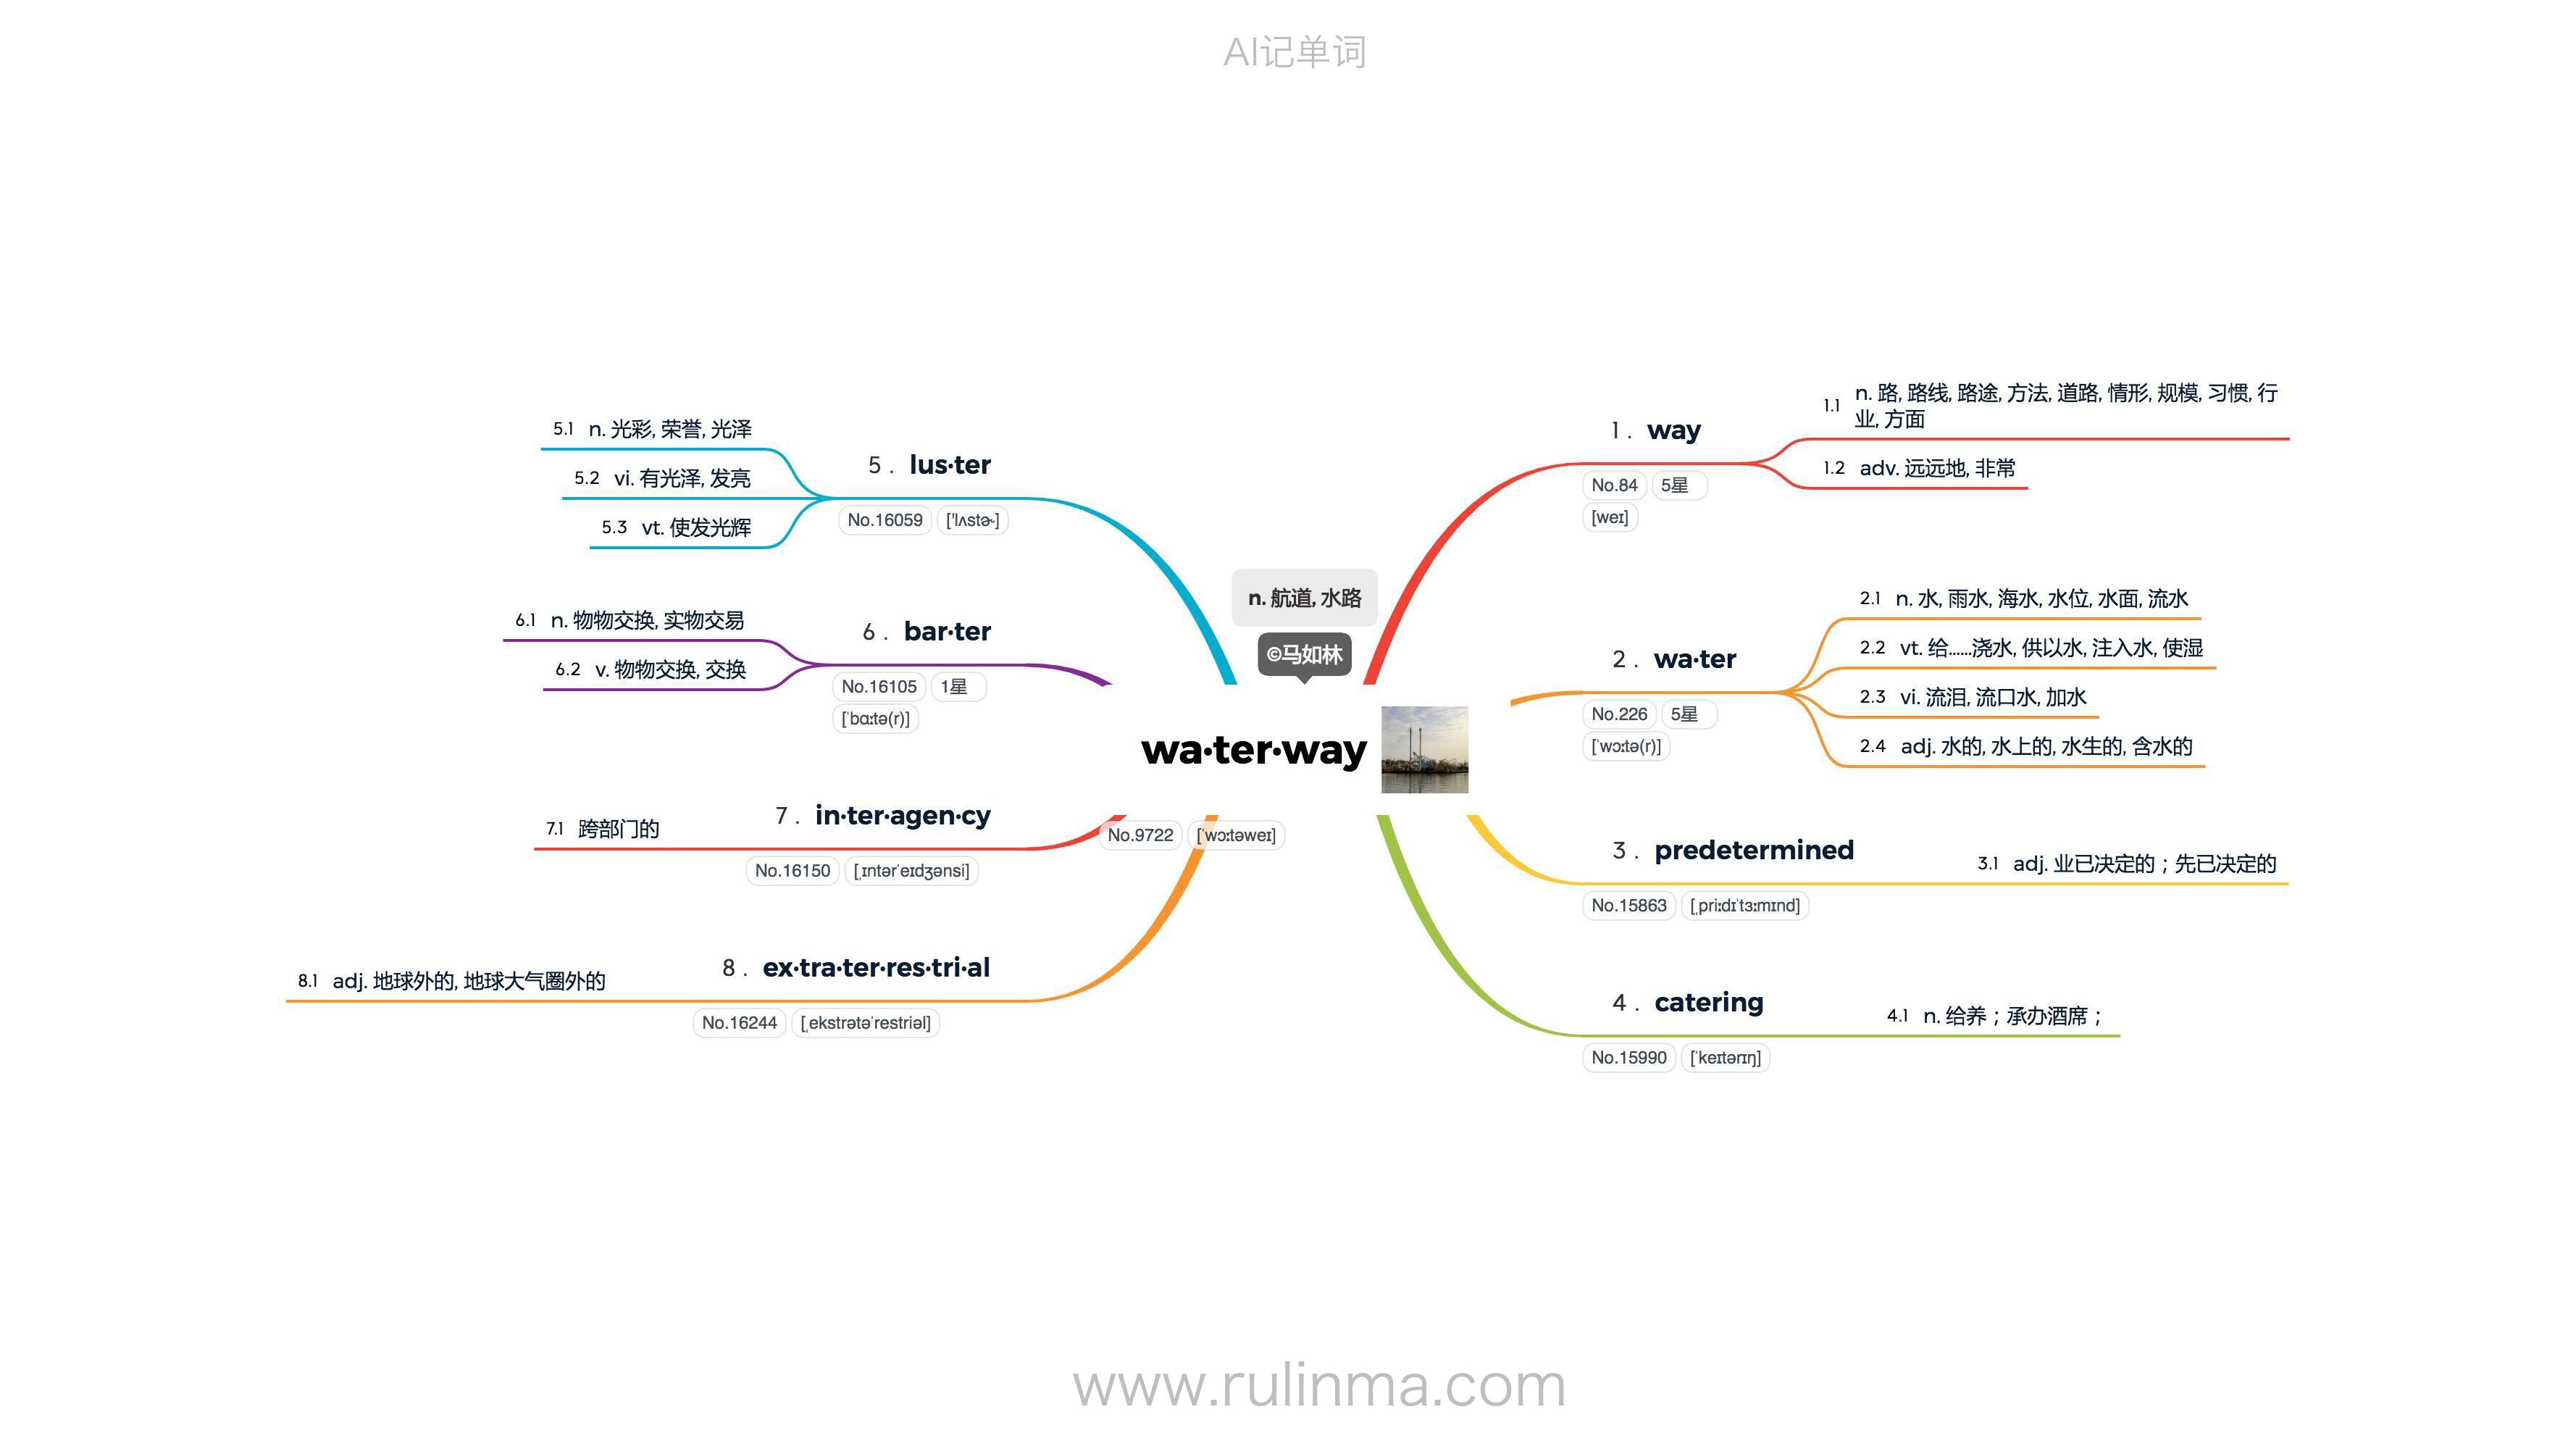 AI记单词
n. 航道, 水路
©马如林
wa·ter·way
No.9722 [ˈwɔːtəweɪ]
1. way
No.84 5星
[weɪ]
1.1 n. 路, 路线, 路途, 方法, 道路, 情形, 规模, 习惯, 行
业, 方面
1.2 adv. 远远地, 非常
2. wa·ter
No.226 5星
[ˈwɔːtə(r)]
2.1 n. 水, 雨水, 海水, 水位, 水面, 流水
2.2 vt. 给……浇水, 供以水, 注入水, 使湿
2.3 vi. 流泪, 流口水, 加水
2.4 adj. 水的, 水上的, 水生的, 含水的
3. predetermined
No.15863 [ˌpriːdɪˈtɜːmɪnd]
3.1 adj. 业已决定的；先已决定的
4. catering
No.15990 [ˈkeɪtərɪŋ]
4.1 n. 给养；承办酒席；
5. lus·ter
No.16059 ['lʌstɚ]
5.1 n. 光彩, 荣誉, 光泽
5.2 vi. 有光泽, 发亮
5.3 vt. 使发光辉
6. bar·ter
No.16105 1星
[ˈbɑːtə(r)]
6.1 n. 物物交换, 实物交易
6.2 v. 物物交换, 交换
7. in·ter·agen·cy
No.16150 [ˌɪntərˈeɪdʒənsi]
7.1 跨部门的
8. ex·tra·ter·res·tri·al
No.16244 [ˌekstrətəˈrestriəl]
8.1 adj. 地球外的, 地球大气圈外的
www.rulinma.com